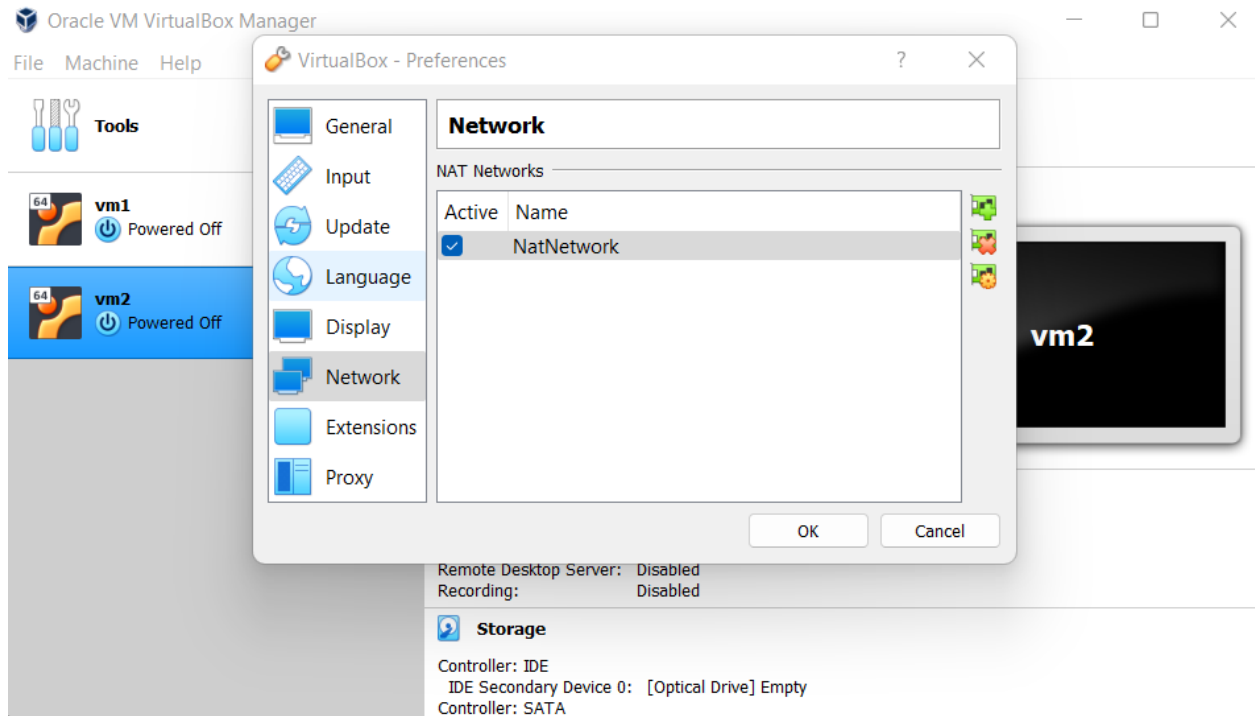 Oracle VM VirtualBox Manager
File Machine Help
Tools
64
vm1
Powered Off
64
vm2
Powered Off
VirtualBox - Preferences
?
General
Input
Update
Language
Display
Network
Extensions
Proxy
Network
NAT Networks
Active Name
NatNetwork
OK Cancel
vm2
Remote Desktop Server: Disabled
Recording: Disabled
Storage
Controller: IDE
IDE Secondary Device 0: [Optical Drive] Empty
Controller: SATA